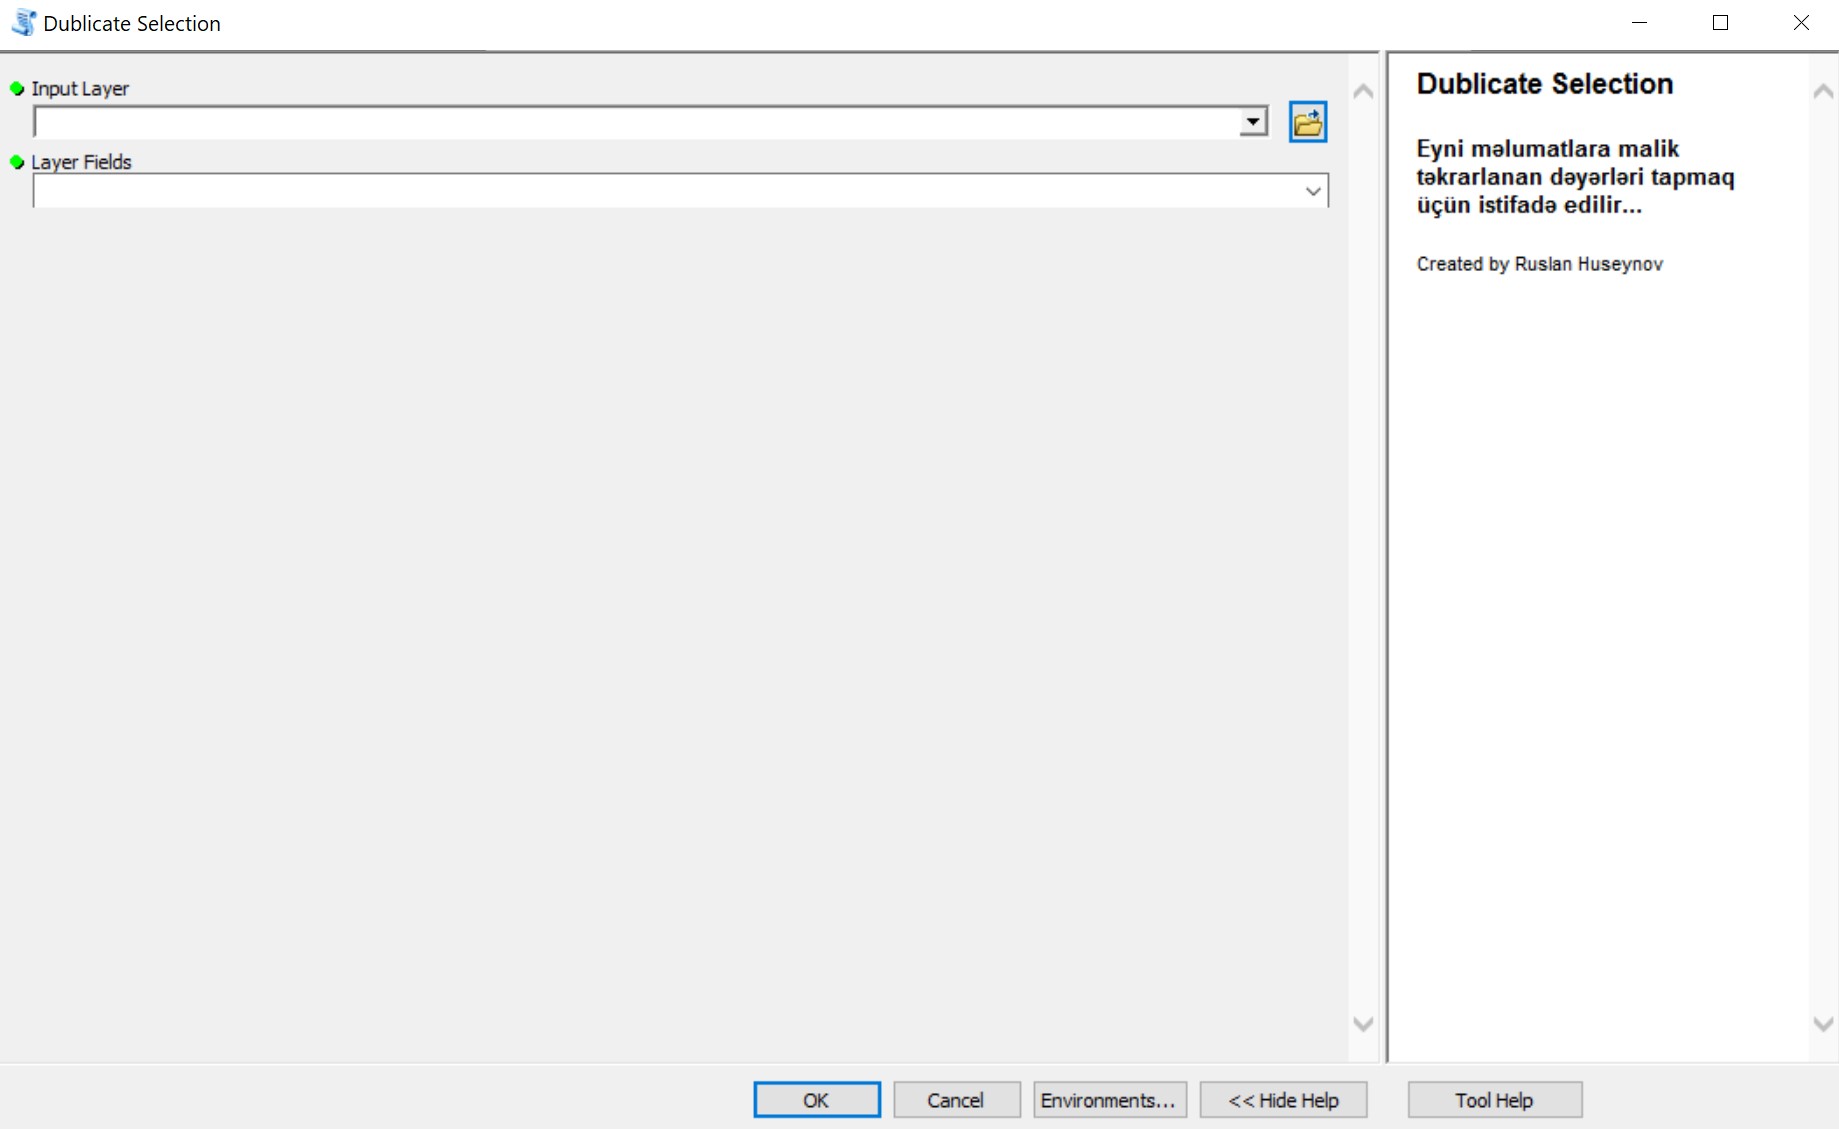 Dublicate Selection
Input Layer
Layer Fields
Dublicate Selection
Eyni məlumatlara malik
təkrarlanan dəyərləri tapmaq
üçün istifadə edilir...
Created by Ruslan Huseynov
OK
Cancel
Environments...
<< Hide Help
Tool Help